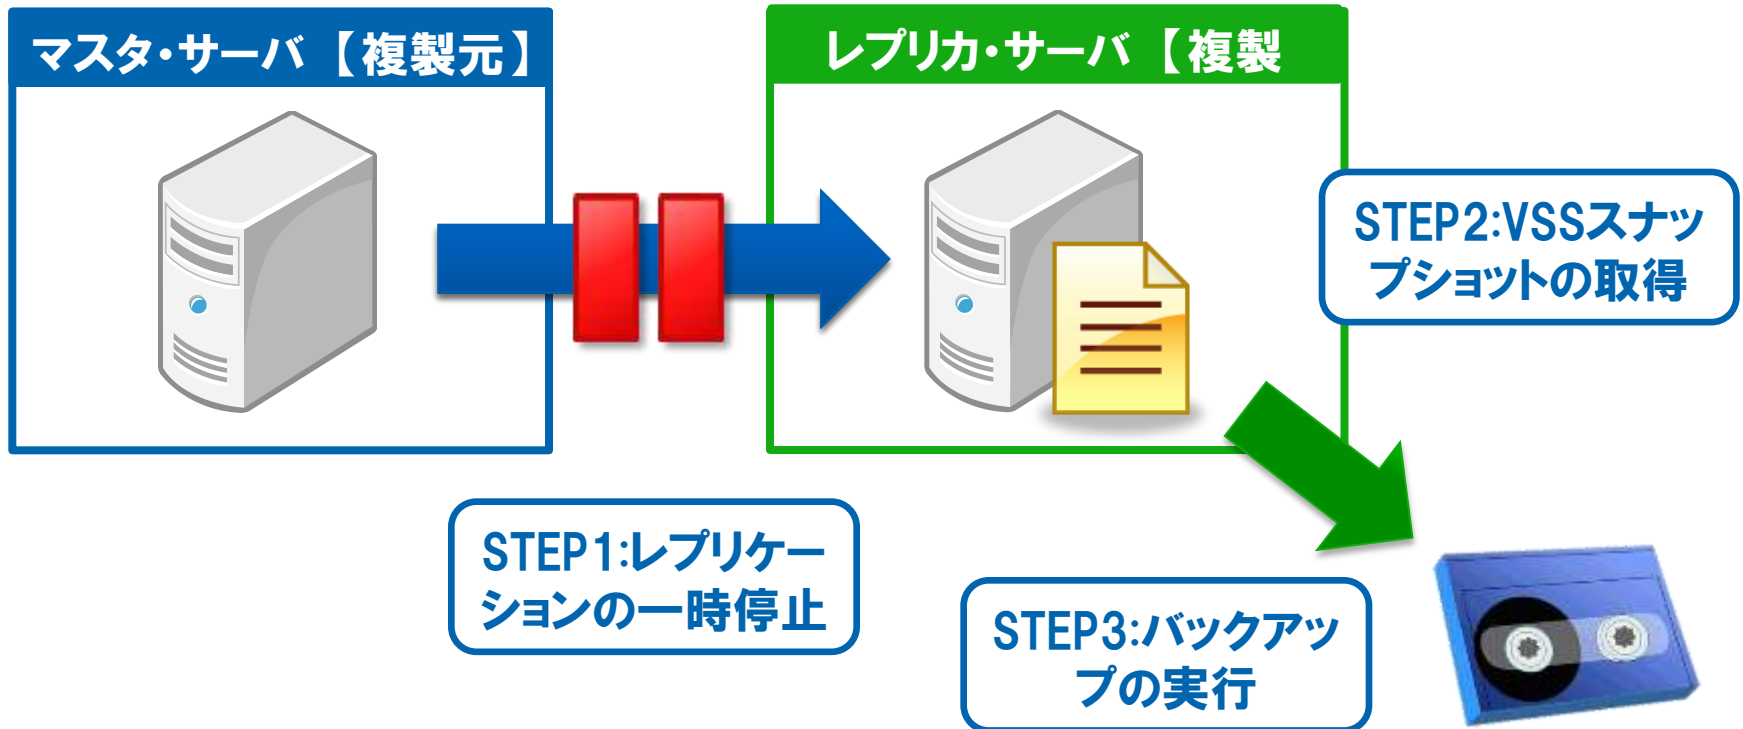 マスタ・サーバ 【複製元】
レプリカ・サーバ 【複製
STEP2:VSSスナッ
プショットの取得
STEP1:レプリケー
ションの一時停止
STEP3:バックアッ
プの実行